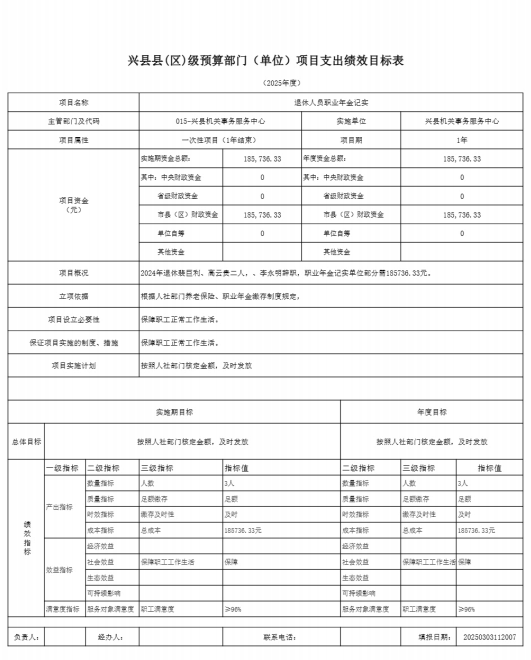 兴县县(区)级预算部门（单位）项目支出绩效目标表
（2025年度）
项目名称 退休人员职业年金记实
主管部门及代码 015-兴县机关事务服务中心 实施单位 兴县机关事务服务中心
项目属性 一次性项目（1年结束） 项目期 1年
项目资金（元） 实施期资金总额： 185,736.33 年度资金总额： 185,736.33
其中：中央财政资金 0 其中：中央财政资金 0
省级财政资金 0 省级财政资金 0
市县（区）财政资金 185,736.33 市县（区）财政资金 185,736.33
单位自筹 0 单位自筹 0
其他资金 其他资金
项目概况 2024年退休 巨利、高云贵二人，、李永明辞职，职业年金记实单位部分需185736.33元。
立项依据 根据人社部门养老保险、职业年金缴存制度规定，
项目设立必要性 保障职工正常工作生活。
保证项目实施的制度、措施 保障职工正常工作生活。
项目实施计划 按照人社部门核定金额，及时发放
实施期目标 年度目标
总体目标 按照人社部门核定金额，及时发放 按照人社部门核定金额，及时发放
绩效指标 一级指标 二级指标 三级指标 指标值 二级指标 三级指标 指标值
产出指标 数量指标 人数 3人 数量指标 人数 3人
质量指标 足额缴存 足额 质量指标 足额缴存 足额
时效指标 缴存及时性 及时 时效指标 缴存及时性 及时
成本指标 总成本 185736.33元 成本指标 总成本 185736.33元
效益指标 经济效益 经济效益
社会效益 保障职工工作生活 保障 社会效益 保障职工工作生活 保障
生态效益 生态效益
可持续影响 可持续影响
满意度指标 服务对象满意度 职工满意度 ≥96% 服务对象满意度 职工满意度 ≥96%
负责人： 经办人： 联系电话： 填报日期： 20250303112007